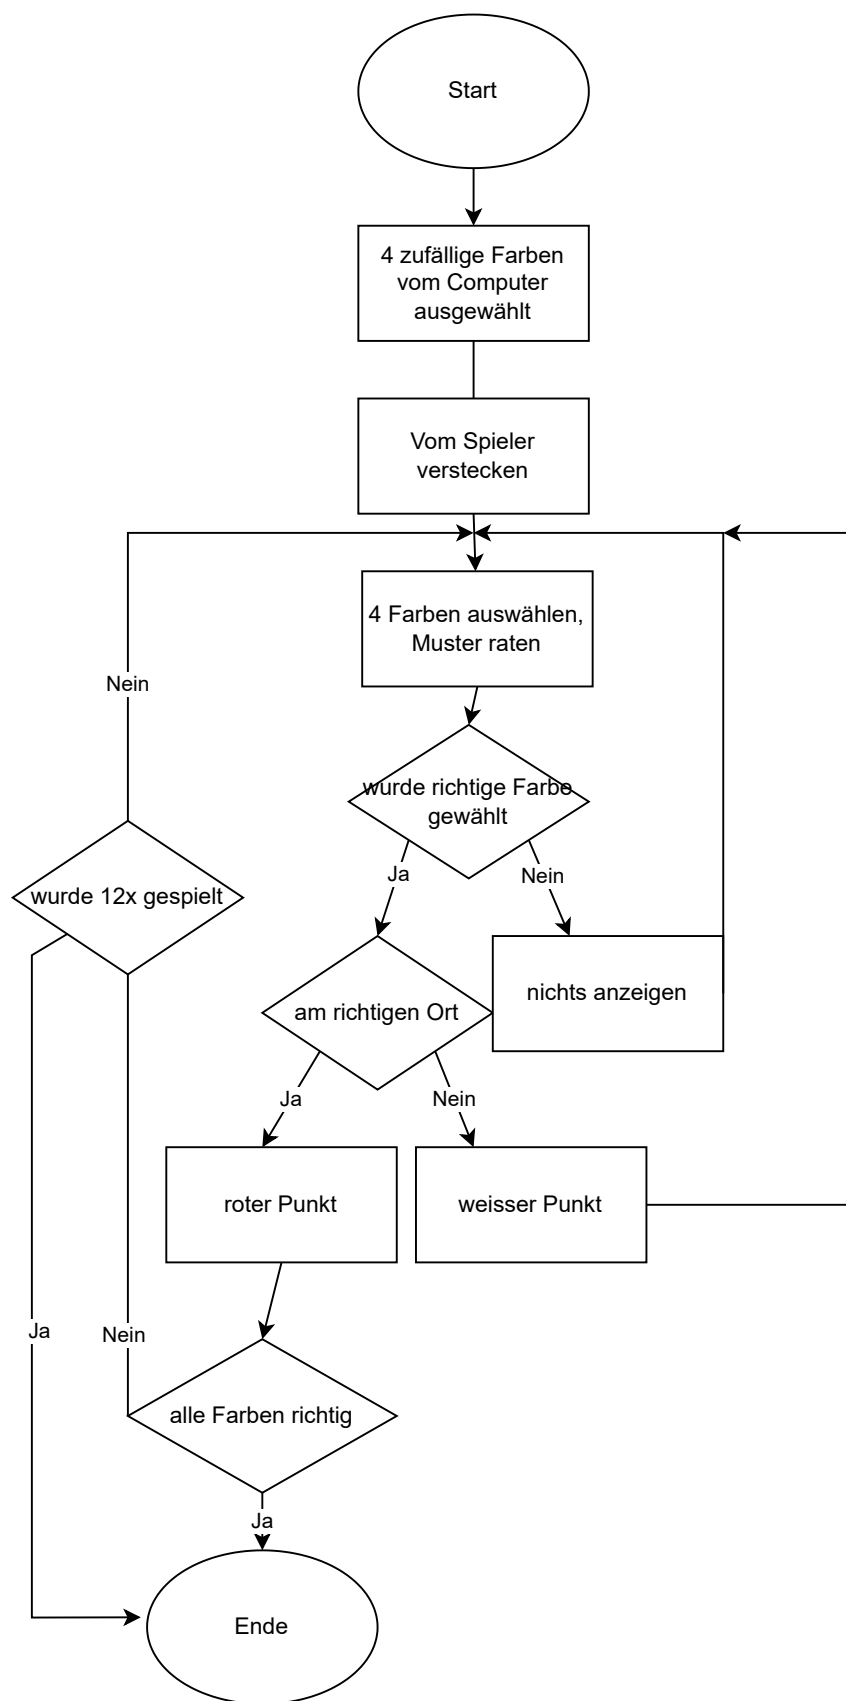 Start
4 zufällige Farben
vom Computer
ausgewählt
Vom Spieler
verstecken
4 Farben auswählen,
Muster raten
Nein
wurde richtige Farbe
gewählt
Ja
Nein
wurde 12x gespielt
nichts anzeigen
am richtigen Ort
Ja
Nein
roter Punkt
weisser Punkt
Ja
Nein
alle Farben richtig
Ja
Ende